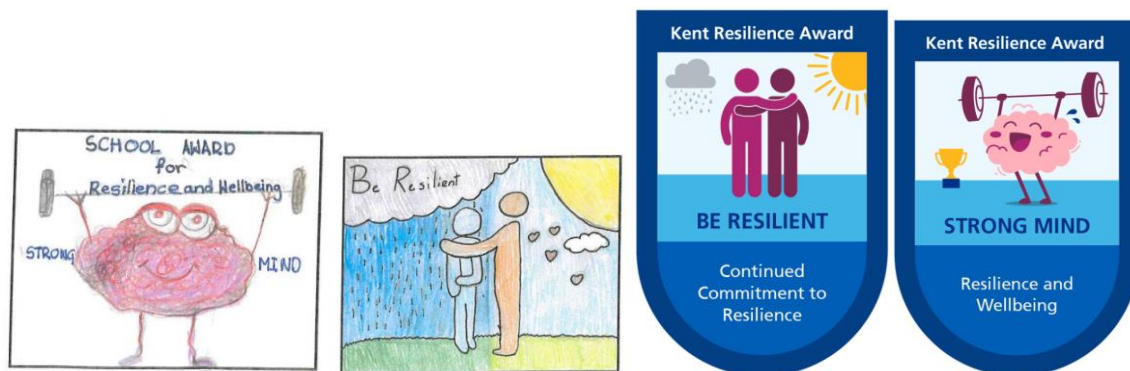 SCHOOL AWARD
for
Resilience and Wellbeing
STRONG
MIND
Be Resilient
Kent Resilience Award
BE RESILIENT
Continued
Commitment to
Resilience
Kent Resilience Award
STRONG MIND
Resilience and
Wellbeing